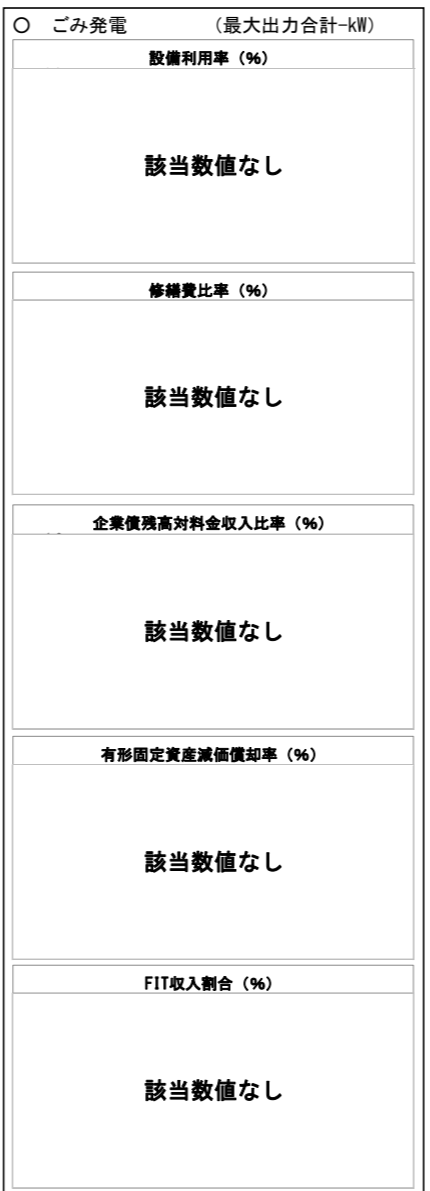 ○ ごみ発電 (最大出力合計-kW)
設備利用率（%）
該当数値なし
修繕費比率（%）
該当数値なし
企業債残高対料金収入比率（%）
該当数値なし
有形固定資産減価償却率（%）
該当数値なし
FIT収入割合（%）
該当数値なし